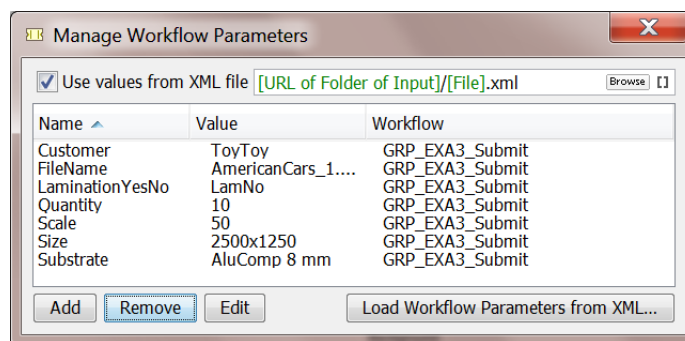 Manage Workflow Parameters
Use values from XML file [URL of Folder of Input]/[File].xml Browse []
Name Value Workflow
Customer ToyToy GRP_EXA3_Submit
FileName AmericanCars_1.... GRP_EXA3_Submit
LaminationYesNo LamNo GRP_EXA3_Submit
Quantity 10 GRP_EXA3_Submit
Scale 50 GRP_EXA3_Submit
Size 2500x1250 GRP_EXA3_Submit
Substrate AluComp 8 mm GRP_EXA3_Submit
Add Remove Edit Load Workflow Parameters from XML...